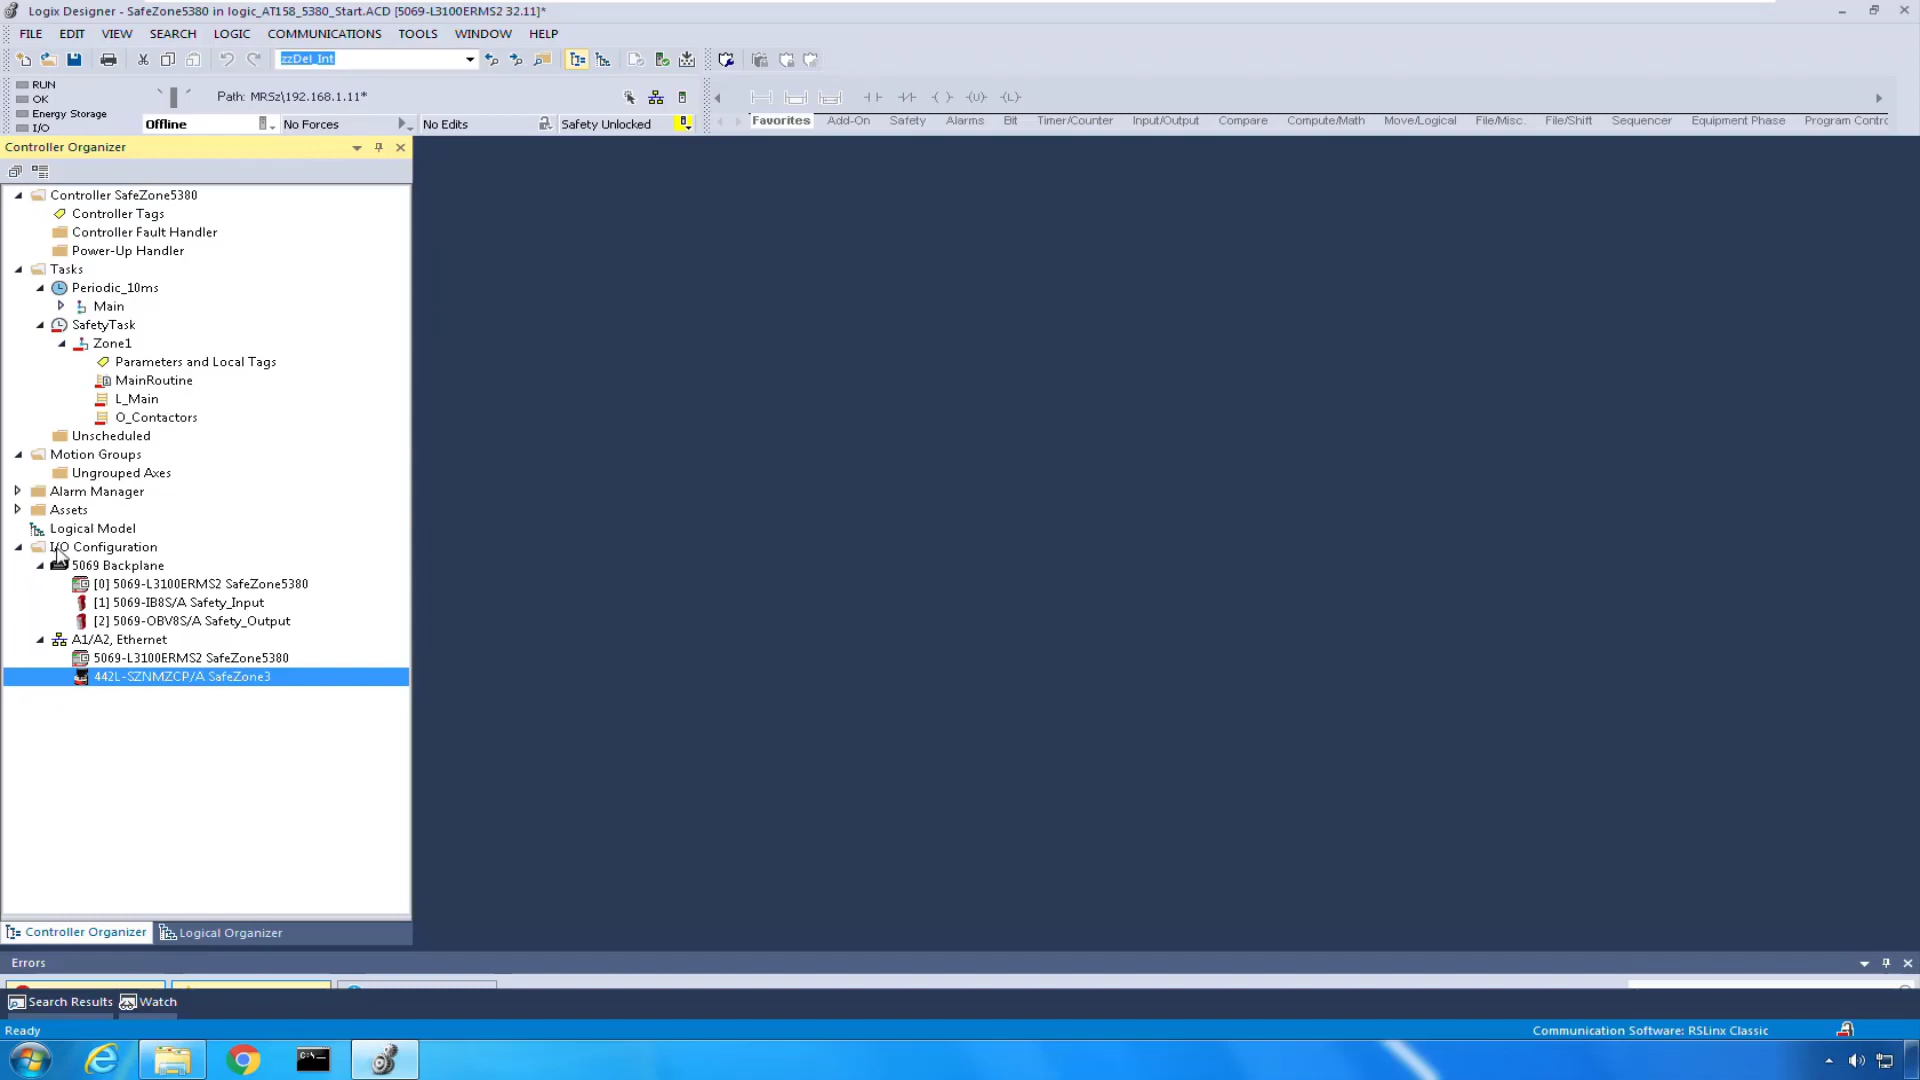 Logix Designer - SafeZone5380 in logic_AT158_5380_Start.ACD [5069-L3100ERMS2 32.11]*
FILE EDIT VIEW SEARCH LOGIC COMMUNICATIONS TOOLS WINDOW HELP
zzDel_Int
RUN
OK
Energy Storage
I/O
Path: MRSz\192.168.1.11*
Offline No Forces No Edits Safety Unlocked
Favorites Add-On Safety Alarms Bit Timer/Counter Input/Output Compare Compute/Math Move/Logical File/Misc. File/Shift Sequencer Equipment Phase Program Contrc
Controller Organizer
Controller SafeZone5380
Controller Tags
Controller Fault Handler
Power-Up Handler
Tasks
Periodic_10ms
Main
SafetyTask
Zone1
Parameters and Local Tags
MainRoutine
L_Main
O_Contactors
Unscheduled
Motion Groups
Ungrouped Axes
Alarm Manager
Assets
Logical Model
I/O Configuration
5069 Backplane
[0] 5069-L3100ERMS2 SafeZone5380
[1] 5069-IB8S/A Safety_Input
[2] 5069-OBV8S/A Safety_Output
A1/A2, Ethernet
5069-L3100ERMS2 SafeZone5380
442L-SZNMZCP/A SafeZone3
Controller Organizer Logical Organizer
Errors
Search Results Watch
Ready Communication Software: RSLinx Classic